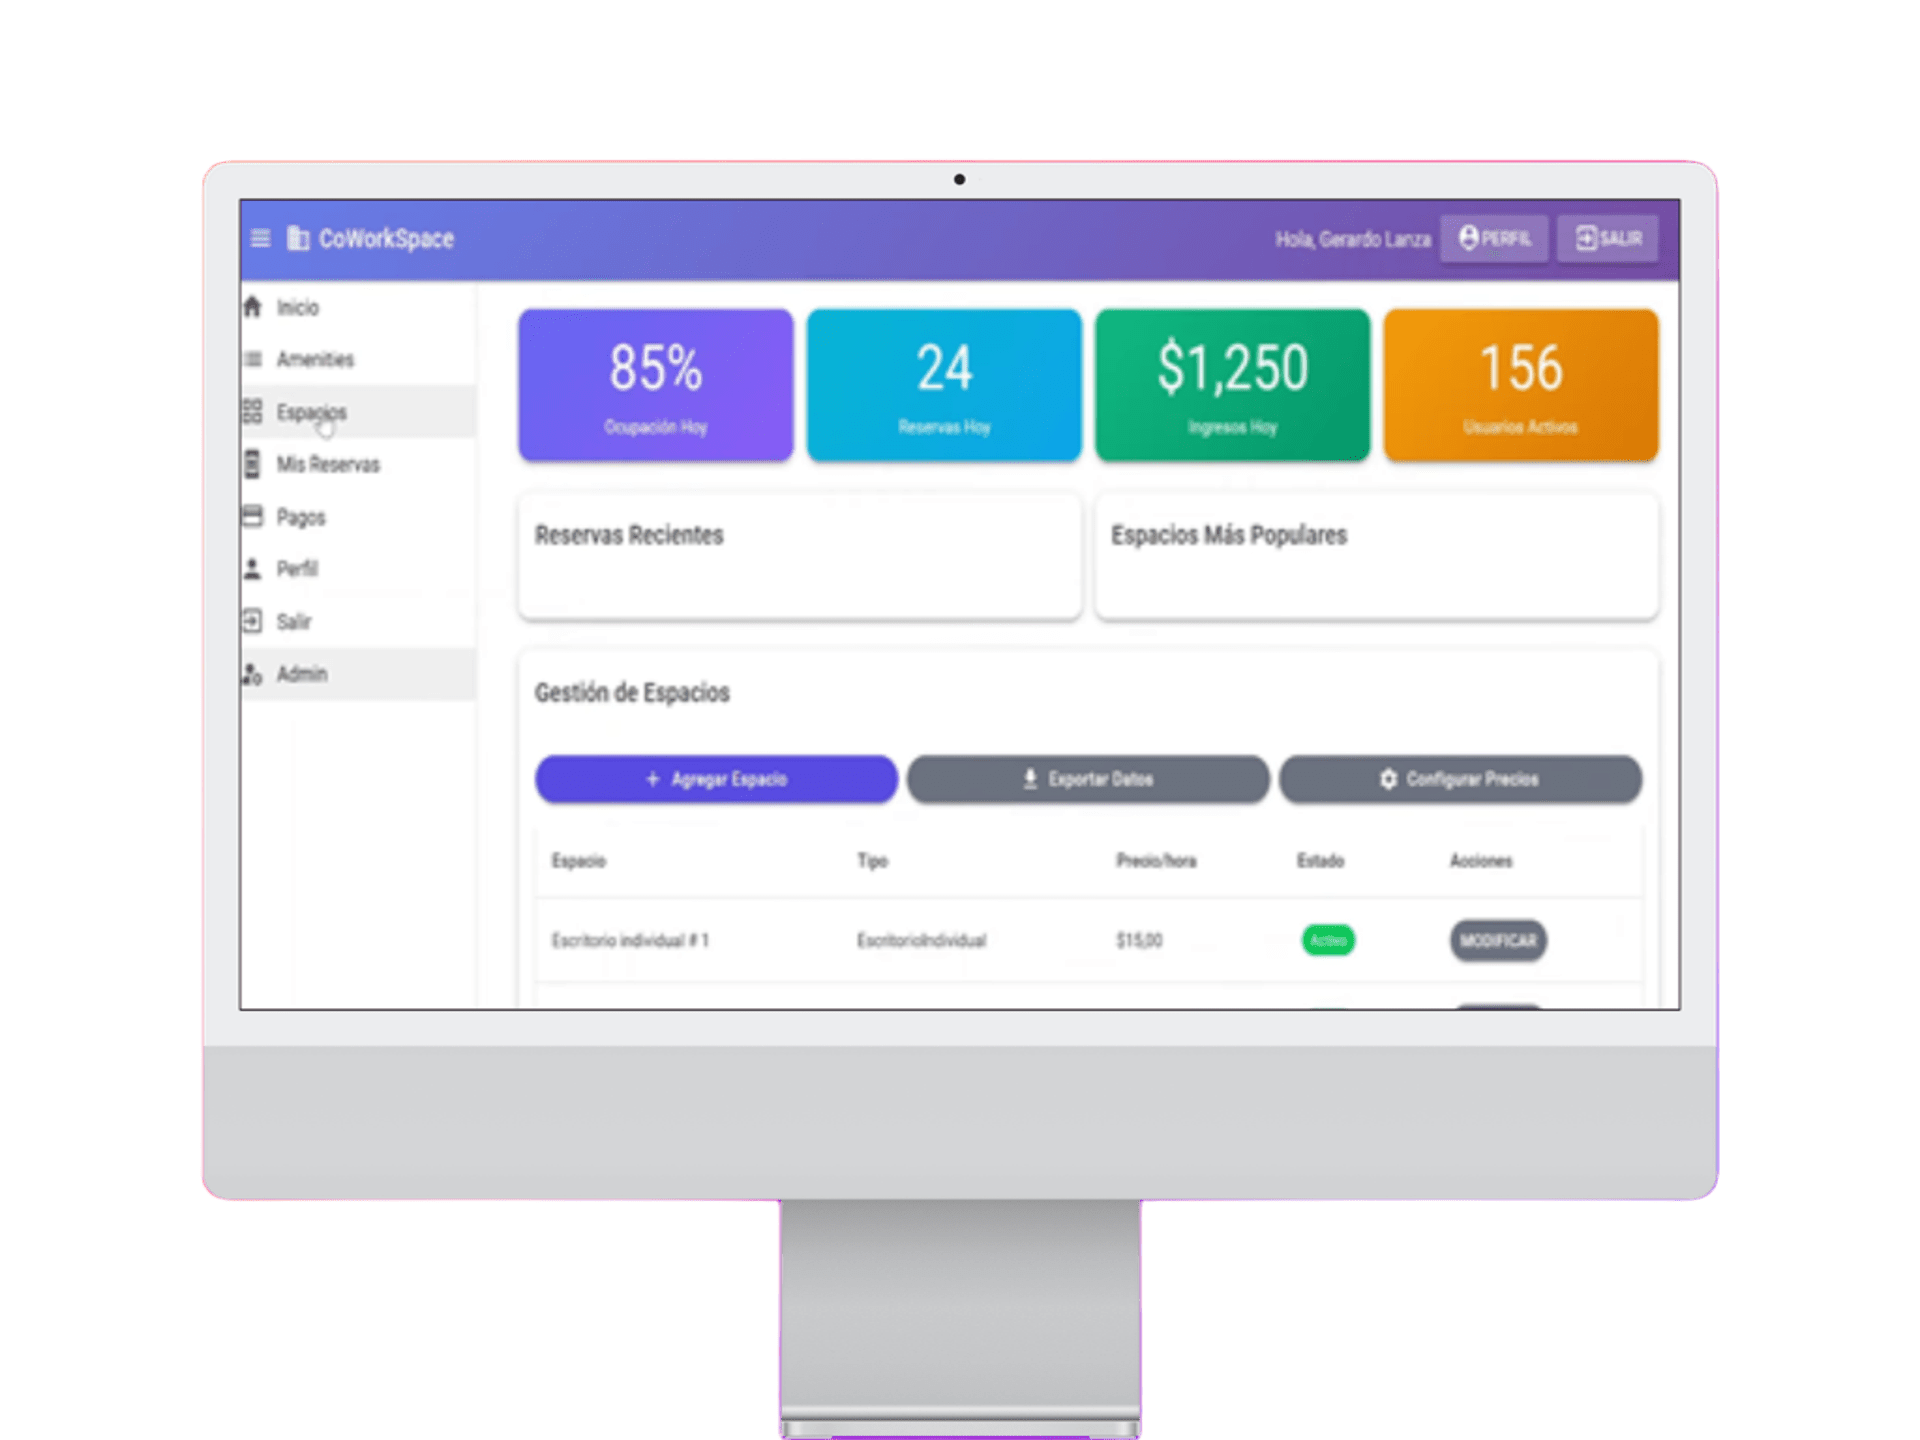 CoWorkSpace
Hola, Gerardo Lanza
PERFIL
SALIR
Inicio
Amenities
Espacios
Mis Reservas
Pagos
Perfil
Salir
Admin
85%
Ocupación Hoy
24
Reservas Hoy
$1,250
Ingresos Hoy
156
Usuarios Activos
Reservas Recientes
Espacios Más Populares
Gestión de Espacios
+ Agregar Espacio
Exportar Datos
Configurar Precios
Espacio Tipo Precio/hora Estado Acciones
Escritorio individual # 1 EscritorioIndividual $15,00 Activo MODIFICAR